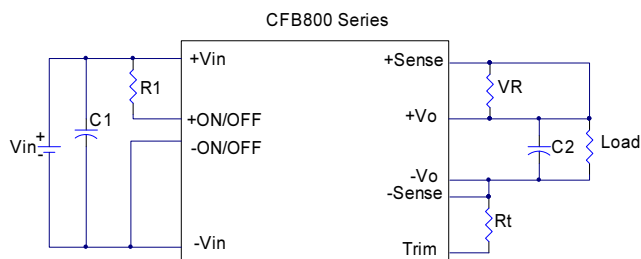 CFB800 Series
+Vin
+Sense
R1
VR
C1
+ON/OFF
+Vo
-ON/OFF
Vin
+
-
C2
Load
-Vo
-Sense
Rt
-Vin
Trim